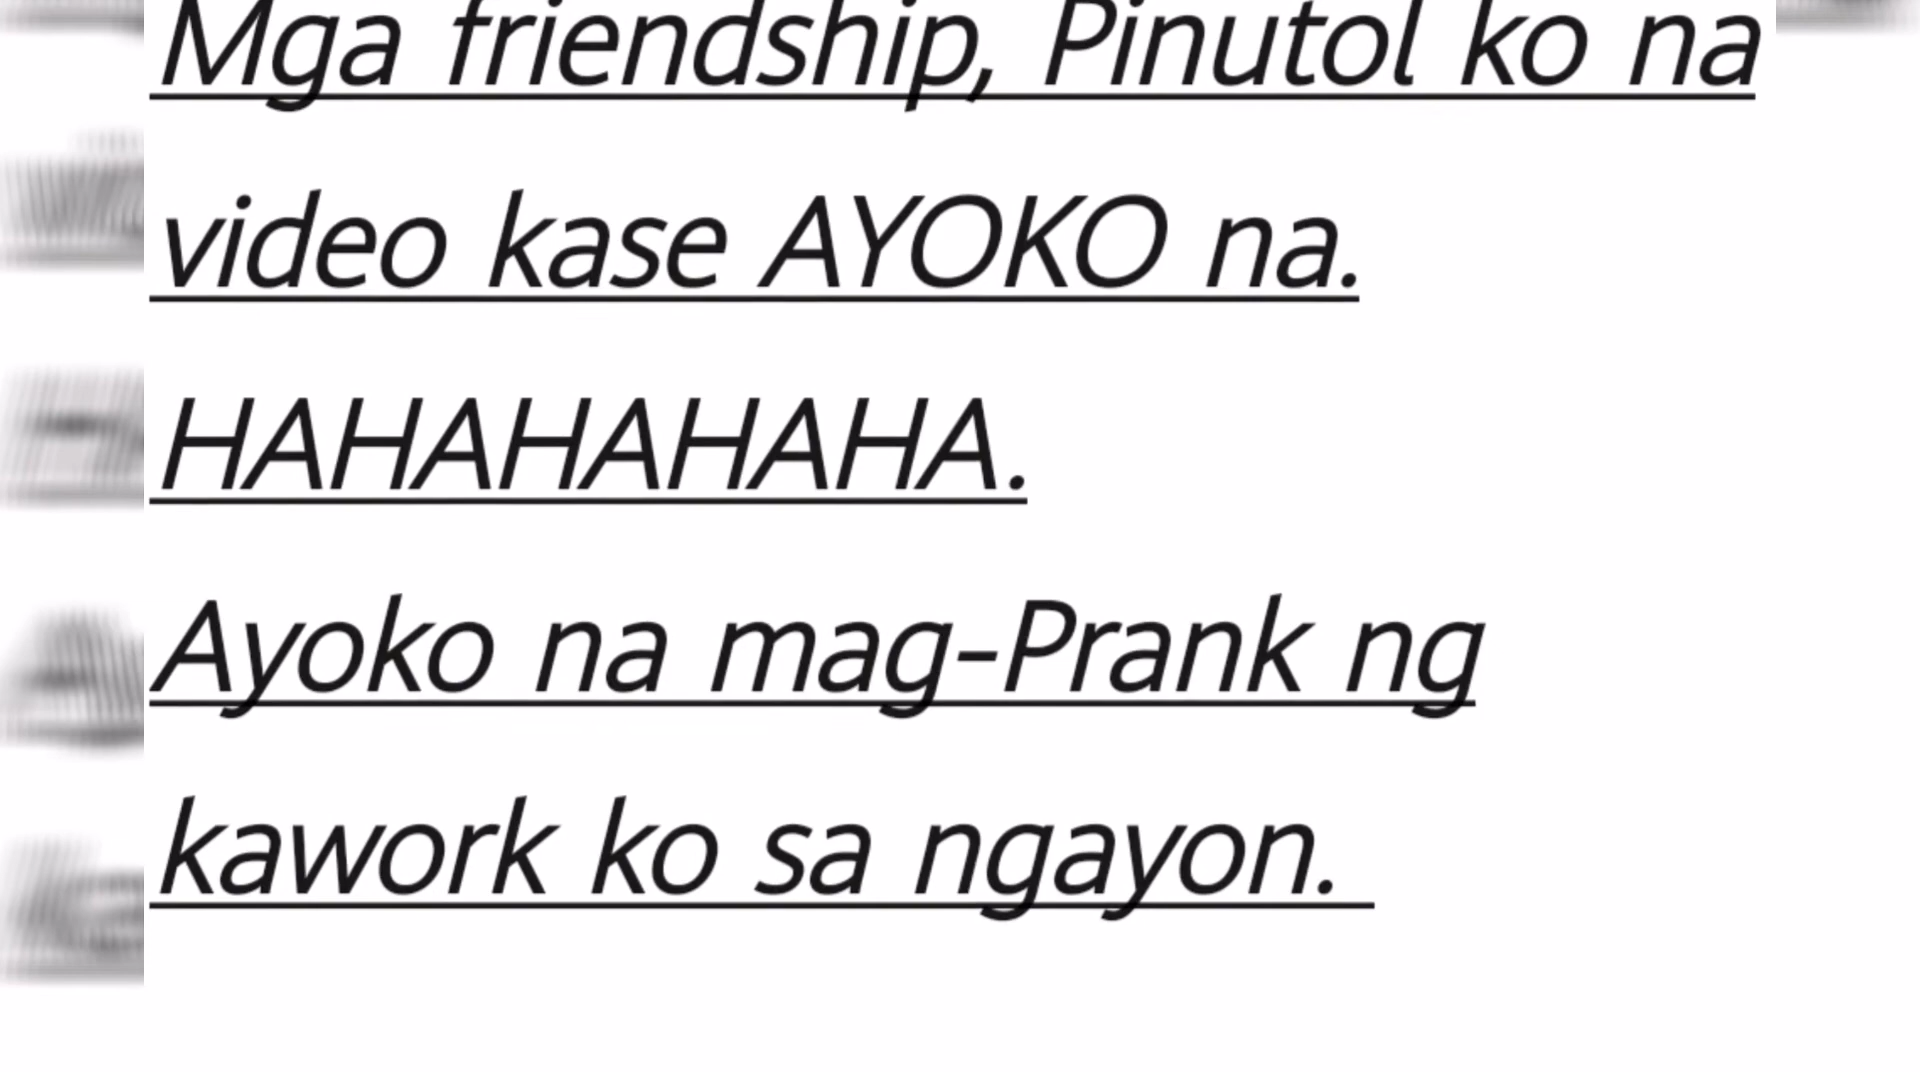 Mga friendship, Pinutol ko na
video kase AYOKO na.
HAHAHAHAHA.
Ayoko na mag-Prank ng
kawork ko sa ngayon.